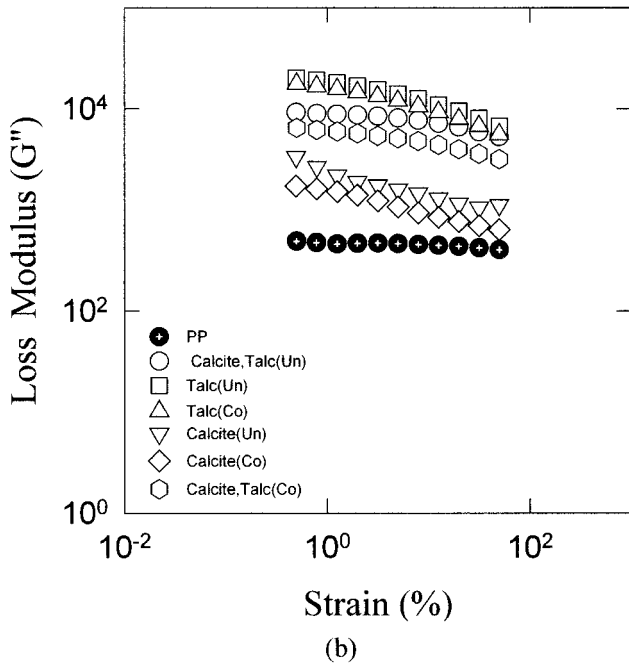 Loss Modulus (G")
10^4
10^2
10^0
PP
Calcite,Talc(Un)
Talc(Un)
Talc(Co)
Calcite(Un)
Calcite(Co)
Calcite,Talc(Co)
10^-2
10^0
10^2
Strain (%)
(b)